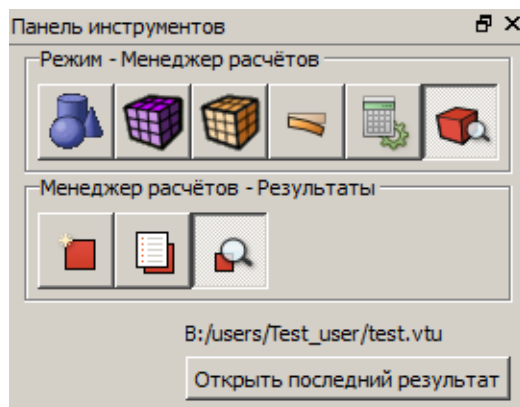 Панель инструментов
Режим - Менеджер расчётов
Менеджер расчётов - Результаты
B:/users/Test_user/test.vtu
Открыть последний результат